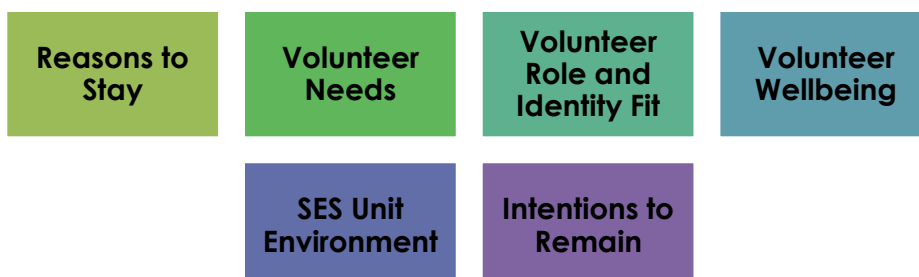 Reasons to
Stay
Volunteer
Needs
Volunteer
Role and
Identity Fit
Volunteer
Wellbeing
SES Unit
Environment
Intentions to
Remain